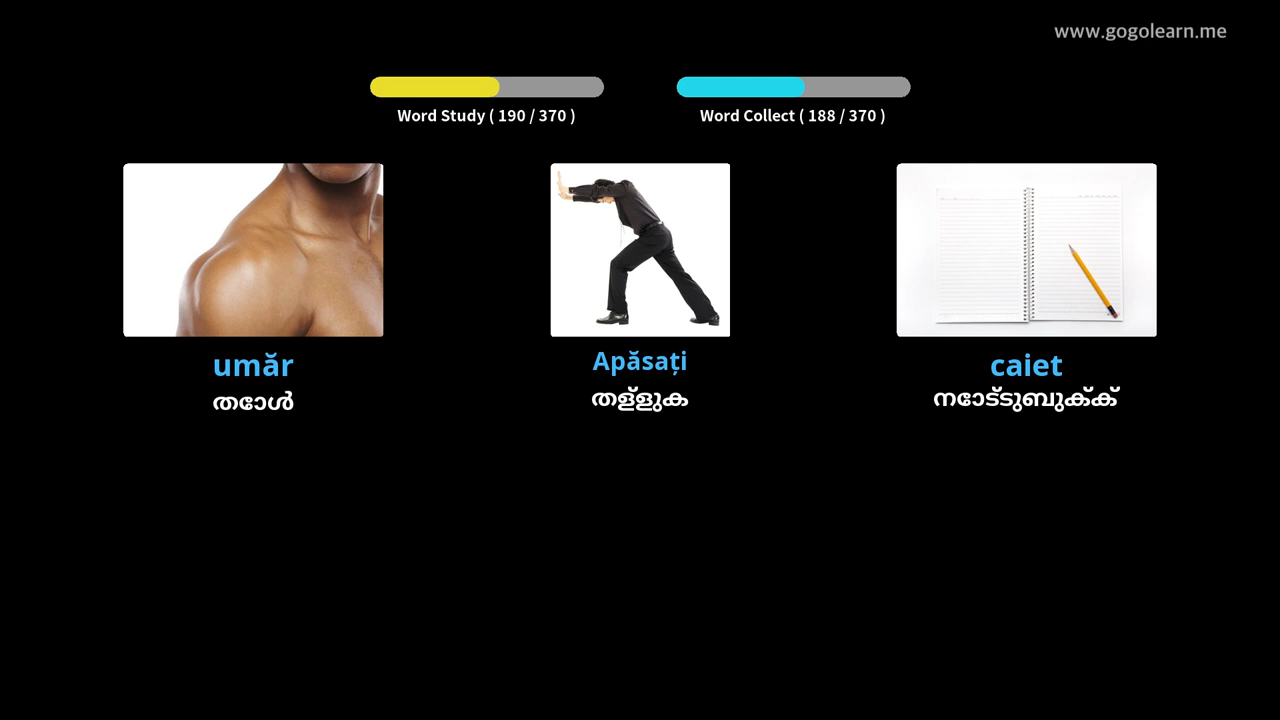 www.gogolearn.me
Word Study ( 190 / 370 )
Word Collect ( 188 / 370 )
umăr
തോൾ
Apăsați
തള്ളുക
caiet
നോട്ടുബുക്ക്